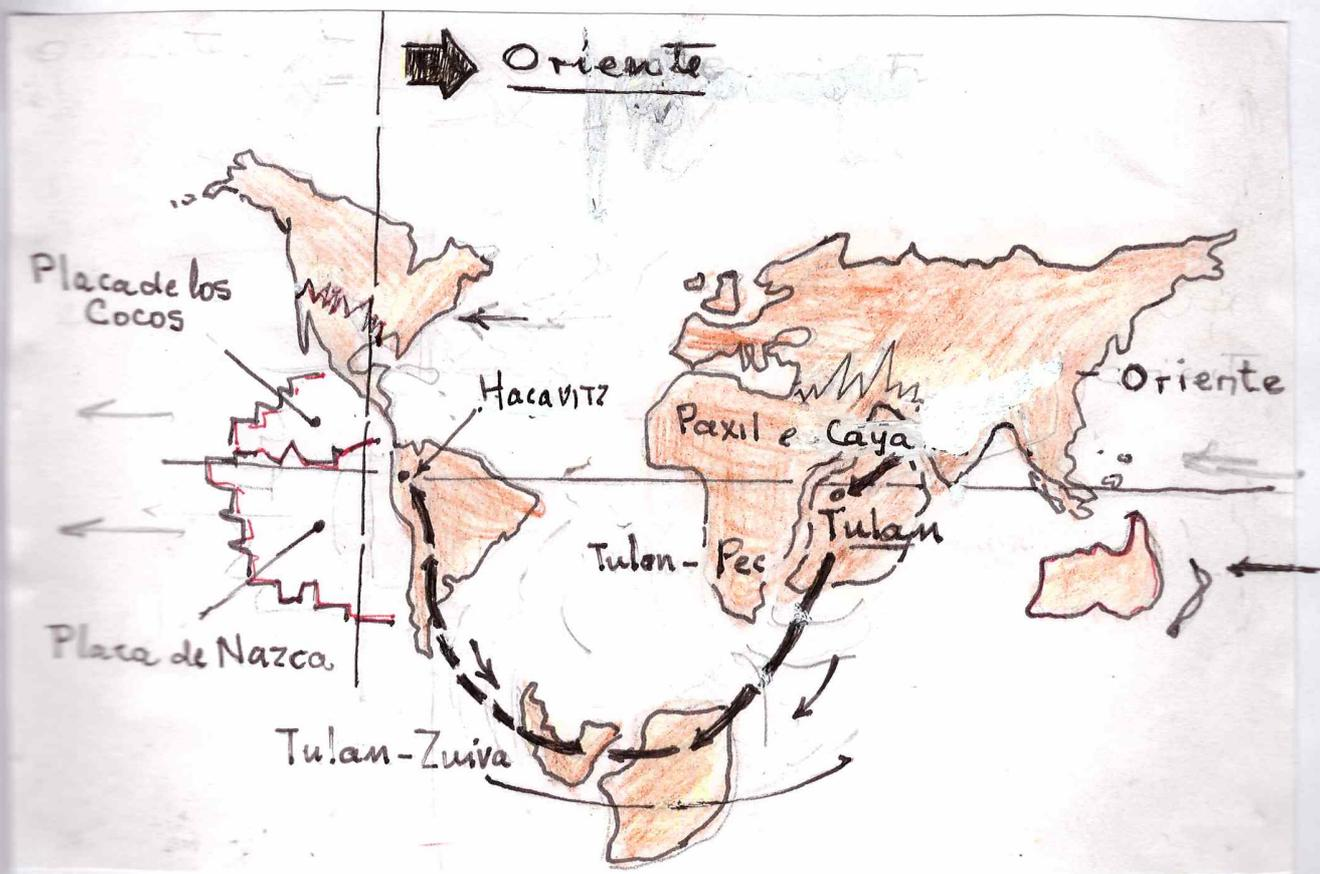 Oriente
Placa de los
Cocos
Hacavitz
Oriente
Paxil e Caya
Tulan
Tulan-Pec
Placa de Nazca
Tulan-Zuiva